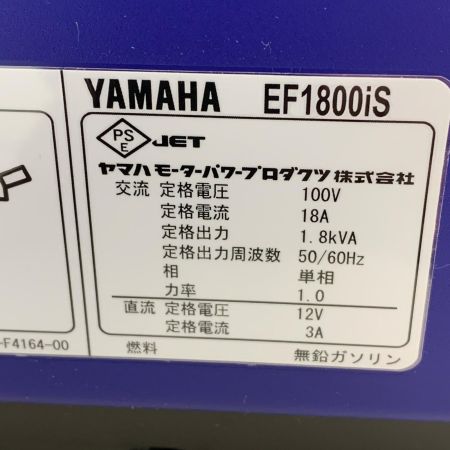 YAMAHA EF1800iS
PS
E
JET
ヤマハモーターパワープロダクツ株式会社
交流 定格電圧 100V
定格電流 18A
定格出力 1.8kVA
定格出力周波数 50/60Hz
相 単相
力率 1.0
直流 定格電圧 12V
定格電流 3A
燃料 無鉛ガソリン
-F4164-00